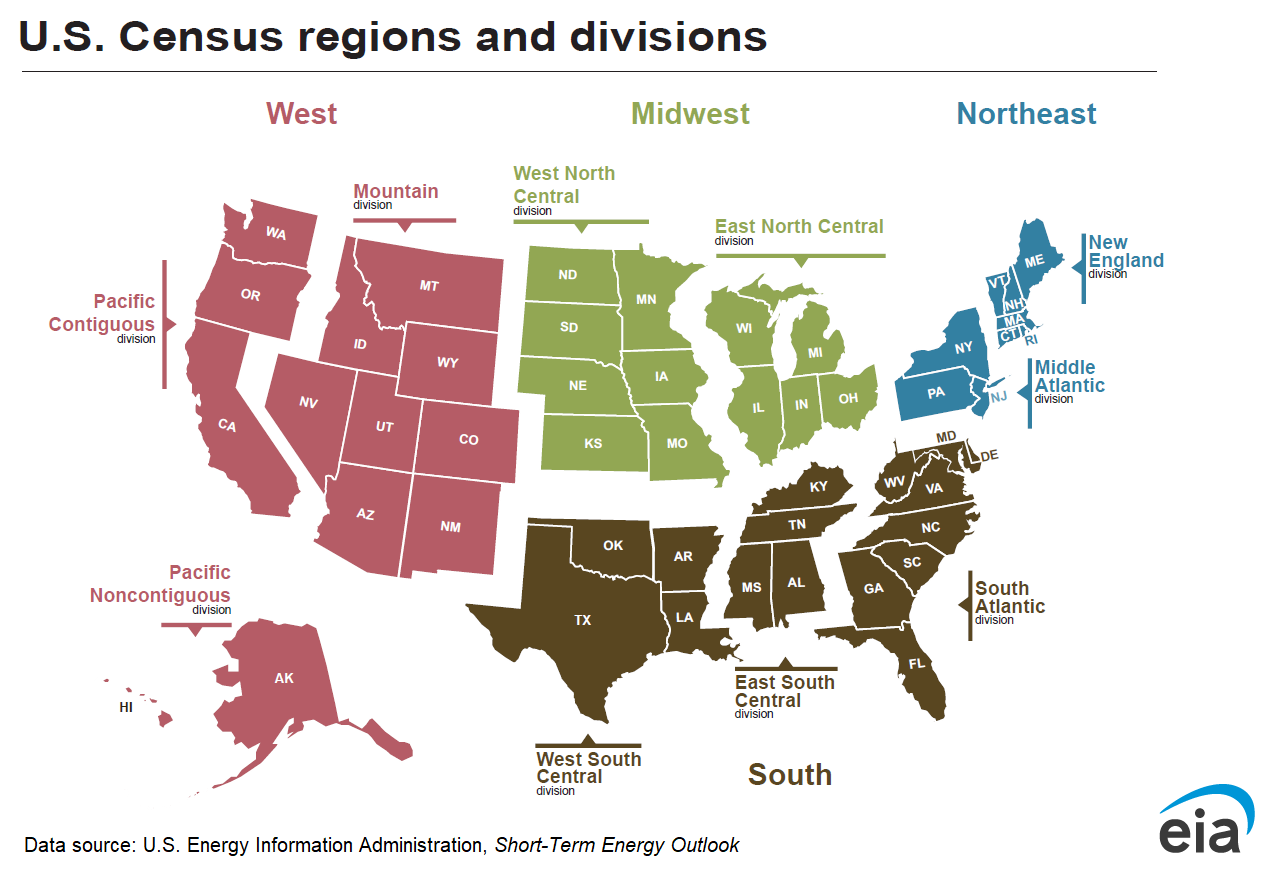 U.S. Census regions and divisions
West
Midwest
Northeast
Mountain
division
West North
Central
division
East North Central
division
New
England
division
Pacific
Contiguous
division
Middle
Atlantic
division
WA
OR
CA
MT
ID
WY
NV
UT
CO
AZ
NM
ND
MN
SD
NE
IA
KS
MO
WI
MI
IL
IN
OH
ME
VT
NH
MA
CT
RI
NY
PA
NJ
MD
DE
WV
VA
KY
TN
NC
SC
OK
AR
TX
LA
MS
AL
GA
FL
Pacific
Noncontiguous
division
AK
HI
South
Atlantic
division
East South
Central
division
West South
Central
division
South
eia
Data source: U.S. Energy Information Administration, Short-Term Energy Outlook